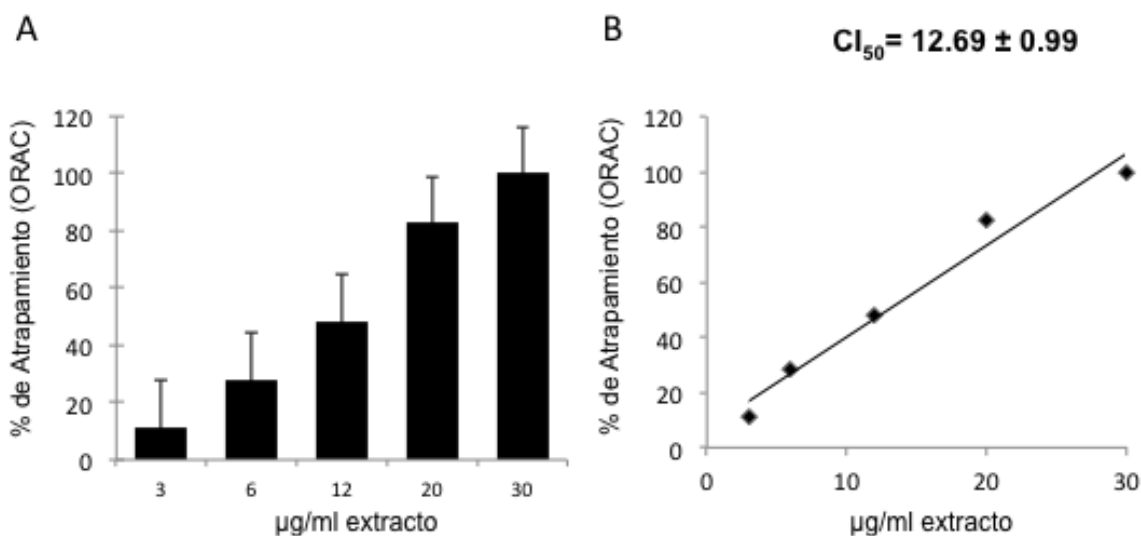 A
% de Atrapamiento (ORAC)
120
100
80
60
40
20
0
3 6 12 20 30
µg/ml extracto
B
CI₅₀= 12.69 ± 0.99
% de Atrapamiento (ORAC)
120
100
80
60
40
20
0
0 10 20 30
µg/ml extracto